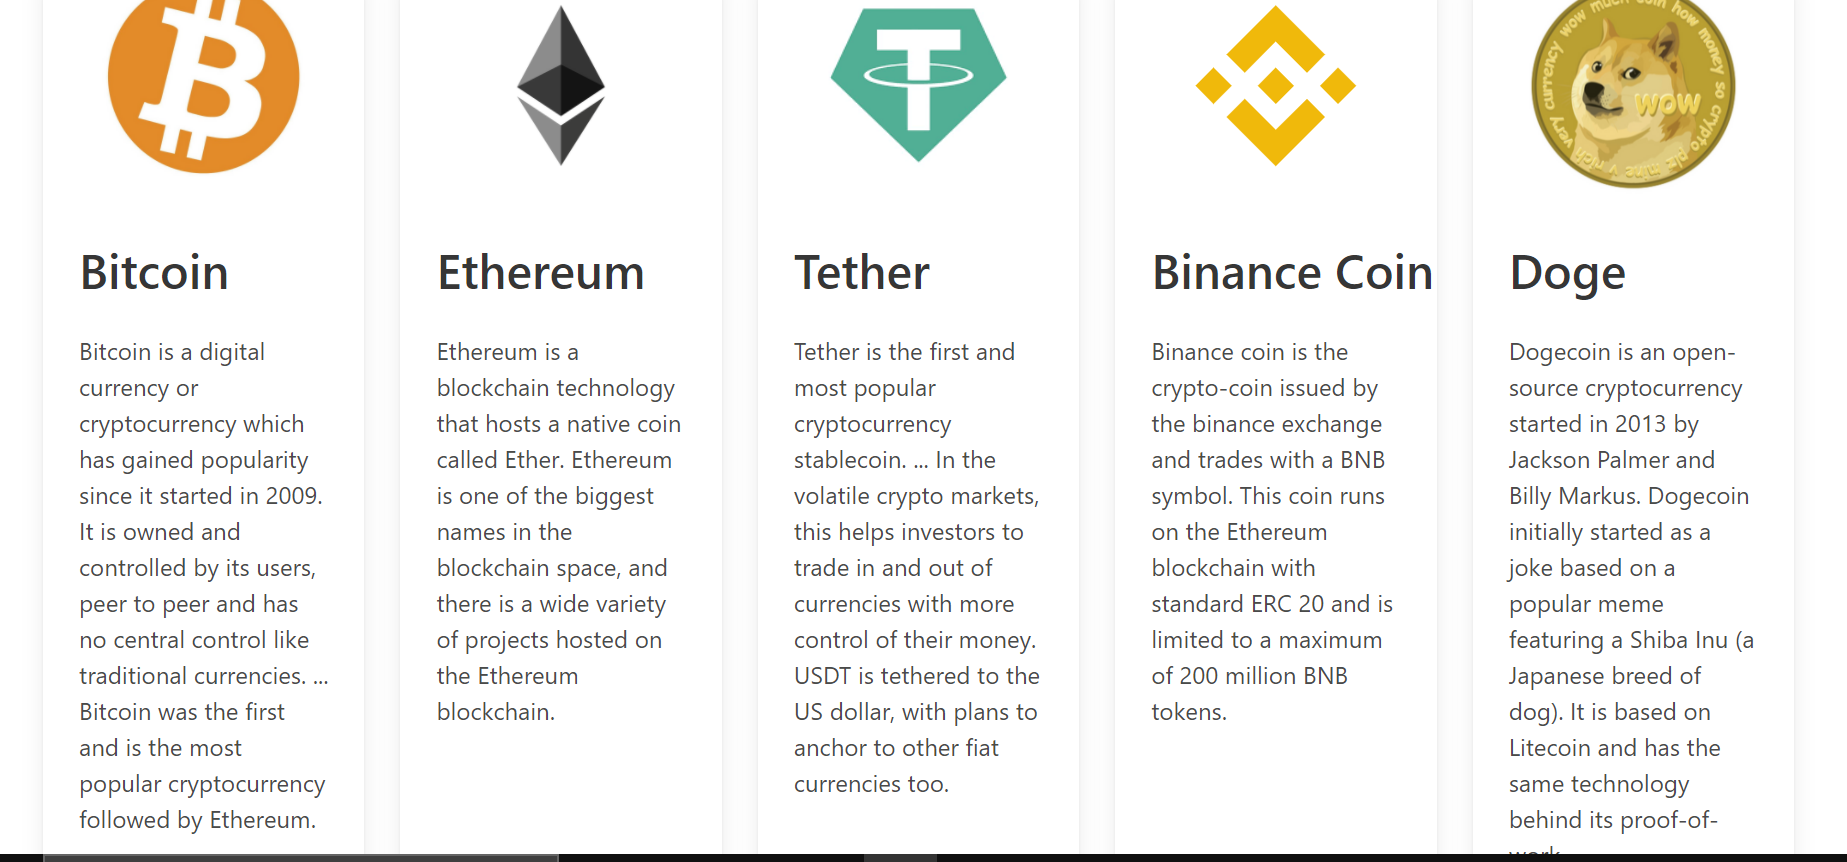 currency wow much coin how money so crypto plz mine v rich very
WOW
Bitcoin
Bitcoin is a digital
currency or
cryptocurrency which
has gained popularity
since it started in 2009.
It is owned and
controlled by its users,
peer to peer and has
no central control like
traditional currencies. ...
Bitcoin was the first
and is the most
popular cryptocurrency
followed by Ethereum.
Ethereum
Ethereum is a
blockchain technology
that hosts a native coin
called Ether. Ethereum
is one of the biggest
names in the
blockchain space, and
there is a wide variety
of projects hosted on
the Ethereum
blockchain.
Tether
Tether is the first and
most popular
cryptocurrency
stablecoin. ... In the
volatile crypto markets,
this helps investors to
trade in and out of
currencies with more
control of their money.
USDT is tethered to the
US dollar, with plans to
anchor to other fiat
currencies too.
Binance Coin
Binance coin is the
crypto-coin issued by
the binance exchange
and trades with a BNB
symbol. This coin runs
on the Ethereum
blockchain with
standard ERC 20 and is
limited to a maximum
of 200 million BNB
tokens.
Doge
Dogecoin is an open-
source cryptocurrency
started in 2013 by
Jackson Palmer and
Billy Markus. Dogecoin
initially started as a
joke based on a
popular meme
featuring a Shiba Inu (a
Japanese breed of
dog). It is based on
Litecoin and has the
same technology
behind its proof-of-